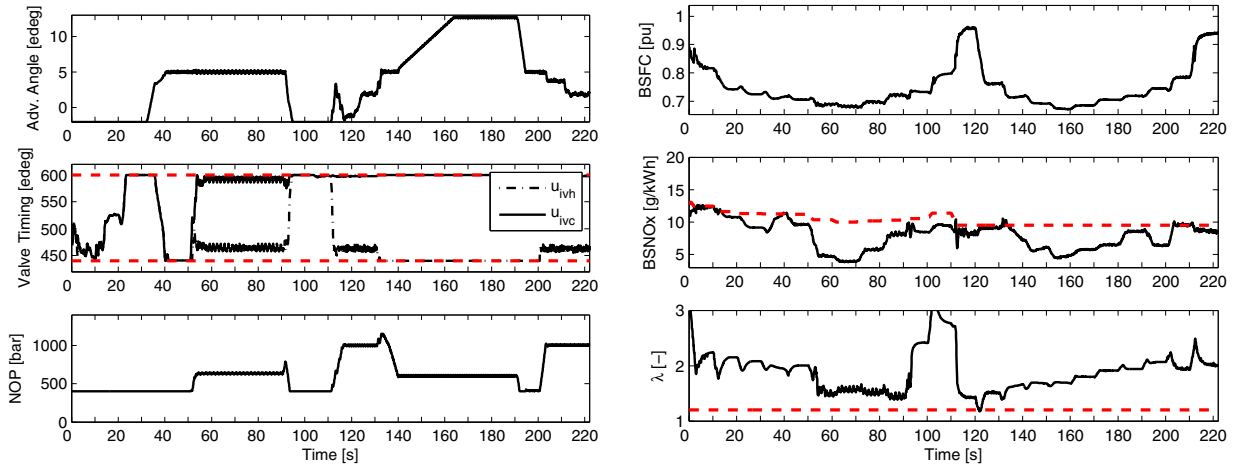 Adv. Angle [edeg]
10
5
0
0 20 40 60 80 100 120 140 160 180 200 220
Valve Timing [edeg]
600
550
500
450
u_ivh
u_ivc
0 20 40 60 80 100 120 140 160 180 200 220
NOP [bar]
1000
500
0
0 20 40 60 80 100 120 140 160 180 200 220
Time [s]
BSFC [pu]
1
0.9
0.8
0.7
0 20 40 60 80 100 120 140 160 180 200 220
BSNOx [g/kWh]
20
15
10
5
0 20 40 60 80 100 120 140 160 180 200 220
λ [−]
3
2
1
0 20 40 60 80 100 120 140 160 180 200 220
Time [s]